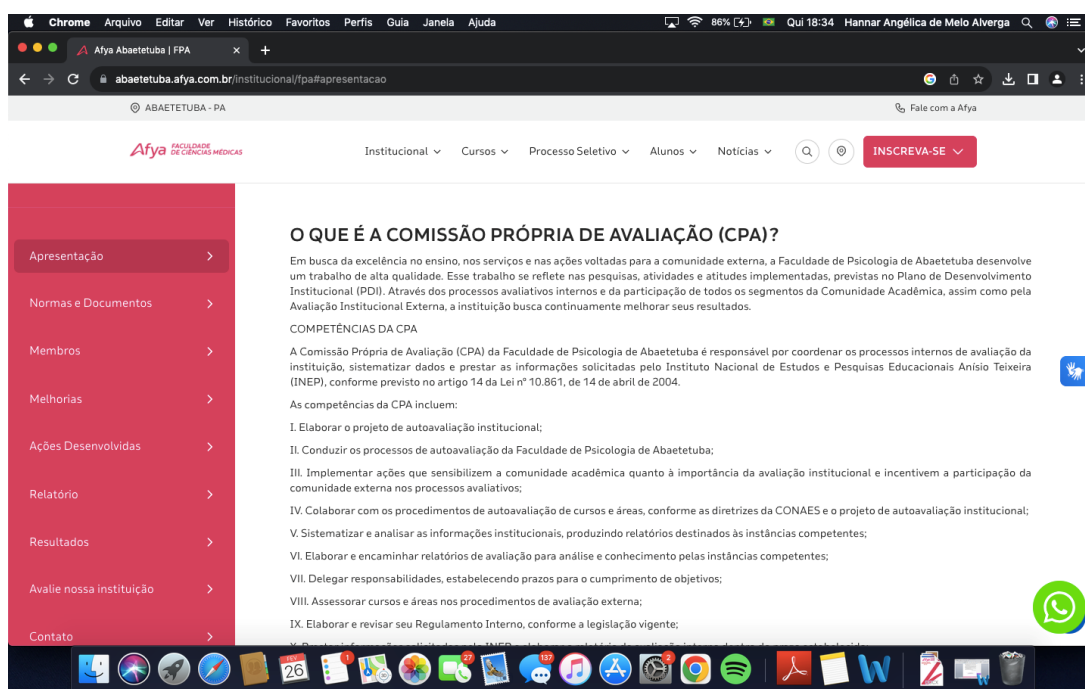 Chrome Arquivo Editar Ver Histórico Favoritos Perfis Guia Janela Ajuda 86% Qui 18:34 Hannar Angélica de Melo Alverga
Afya Abaetetuba | FPA
abaetetuba.afya.com.br/institucional/fpa#apresentacao
ABAETETUBA - PA Fale com a Afya
Afya FACULDADE DE CIÊNCIAS MÉDICAS Institucional Cursos Processo Seletivo Alunos Notícias INSCREVA-SE
Apresentação
Normas e Documentos
Membros
Melhorias
Ações Desenvolvidas
Relatório
Resultados
Avalie nossa instituição
Contato
O QUE É A COMISSÃO PRÓPRIA DE AVALIAÇÃO (CPA)?
Em busca da excelência no ensino, nos serviços e nas ações voltadas para a comunidade externa, a Faculdade de Psicologia de Abaetetuba desenvolve
um trabalho de alta qualidade. Esse trabalho se reflete nas pesquisas, atividades e atitudes implementadas, previstas no Plano de Desenvolvimento
Institucional (PDI). Através dos processos avaliativos internos e da participação de todos os segmentos da Comunidade Acadêmica, assim como pela
Avaliação Institucional Externa, a instituição busca continuamente melhorar seus resultados.
COMPETÊNCIAS DA CPA
A Comissão Própria de Avaliação (CPA) da Faculdade de Psicologia de Abaetetuba é responsável por coordenar os processos internos de avaliação da
instituição, sistematizar dados e prestar as informações solicitadas pelo Instituto Nacional de Estudos e Pesquisas Educacionais Anísio Teixeira
(INEP), conforme previsto no artigo 14 da Lei nº 10.861, de 14 de abril de 2004.
As competências da CPA incluem:
I. Elaborar o projeto de autoavaliação institucional;
II. Conduzir os processos de autoavaliação da Faculdade de Psicologia de Abaetetuba;
III. Implementar ações que sensibilizem a comunidade acadêmica quanto à importância da avaliação institucional e incentivem a participação da
comunidade externa nos processos avaliativos;
IV. Colaborar com os procedimentos de autoavaliação de cursos e áreas, conforme as diretrizes da CONAES e o projeto de autoavaliação institucional;
V. Sistematizar e analisar as informações institucionais, produzindo relatórios destinados às instâncias competentes;
VI. Elaborar e encaminhar relatórios de avaliação para análise e conhecimento pelas instâncias competentes;
VII. Delegar responsabilidades, estabelecendo prazos para o cumprimento de objetivos;
VIII. Assessorar cursos e áreas nos procedimentos de avaliação externa;
IX. Elaborar e revisar seu Regulamento Interno, conforme a legislação vigente;
FEV
26
27
137